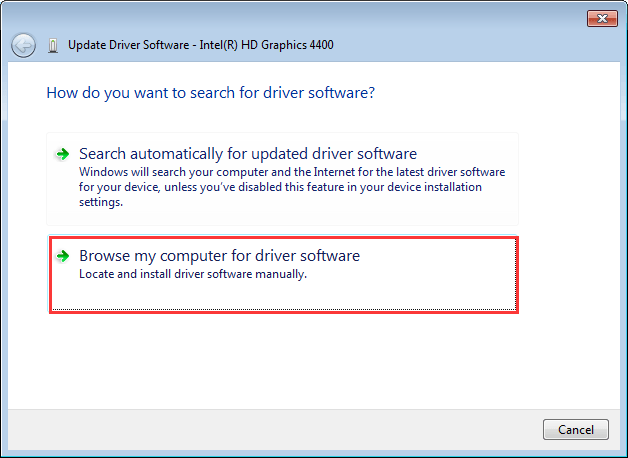 Update Driver Software - Intel(R) HD Graphics 4400
How do you want to search for driver software?
Search automatically for updated driver software
Windows will search your computer and the Internet for the latest driver software
for your device, unless you've disabled this feature in your device installation
settings.
Browse my computer for driver software
Locate and install driver software manually.
Cancel